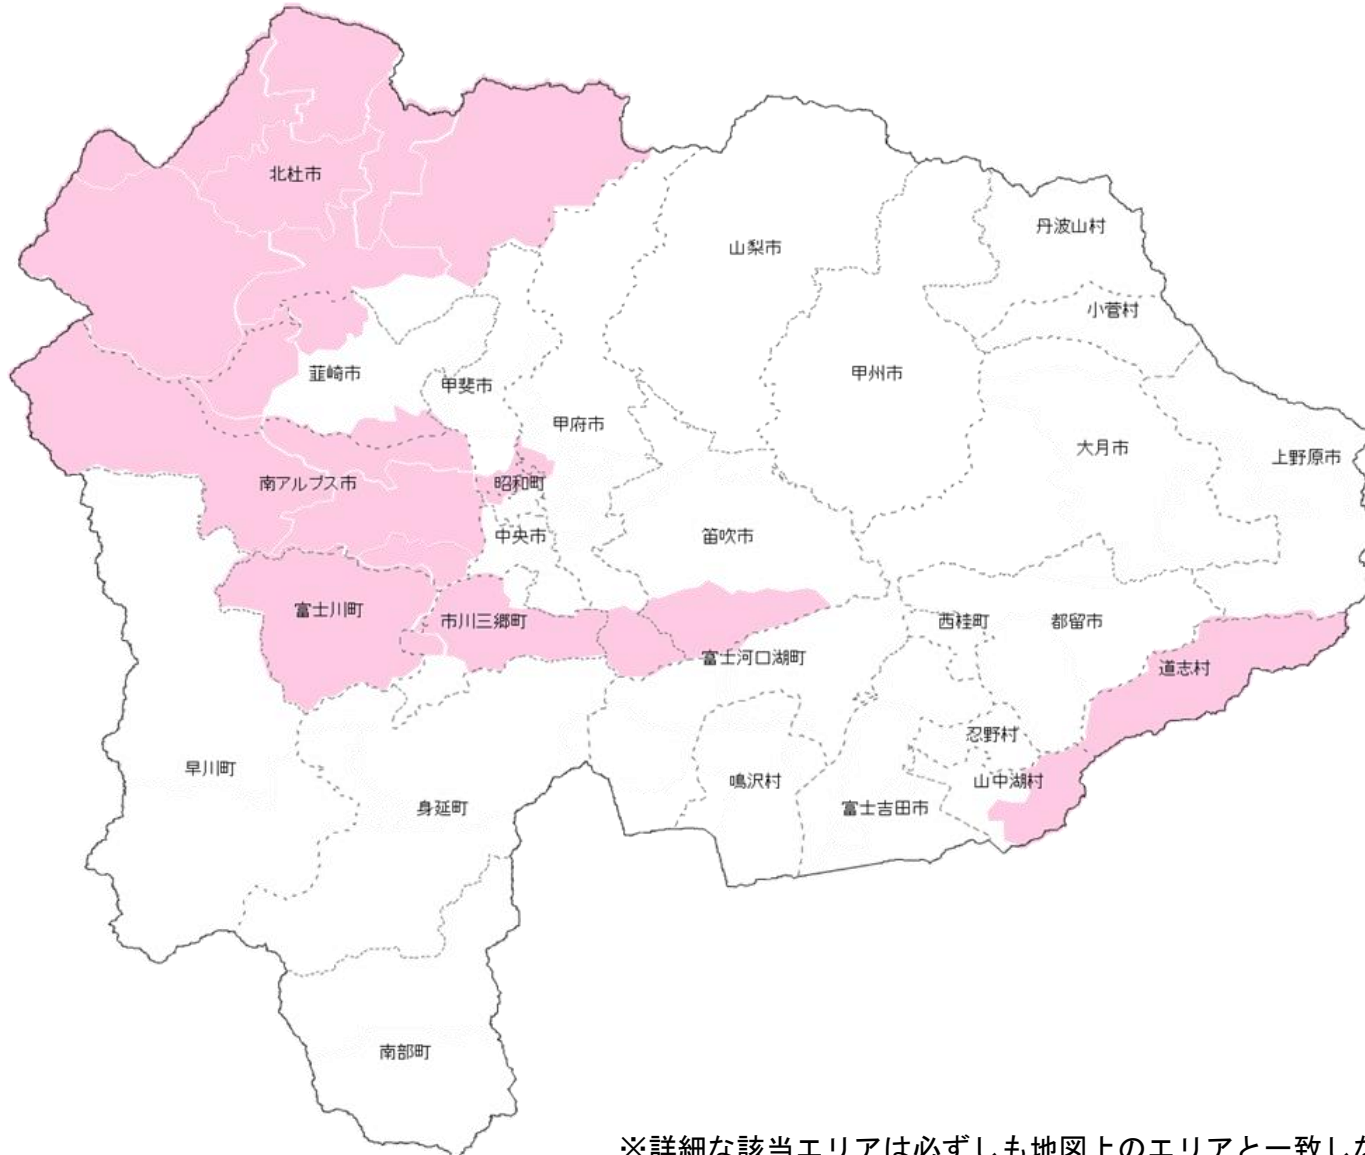 北杜市
丹波山村
山梨市
小菅村
韮崎市
甲斐市
甲州市
甲府市
大月市
上野原市
南アルプス市
昭和町
中央市
笛吹市
富士川町
市川三郷町
西桂町
都留市
富士河口湖町
道志村
忍野村
早川町
鳴沢村
山中湖村
身延町
富士吉田市
南部町
※詳細な該当エリアは必ずしも地図上のエリアと一致し